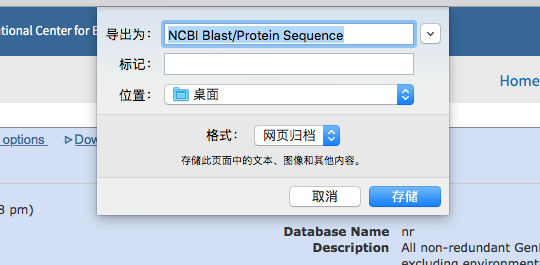 ational Center for B
导出为: NCBI Blast/Protein Sequence
标记:
位置: 桌面
Home
格式: 网页归档
options Dow
存储此页面中的文本、图像和其他内容。
取消 存储
8 pm)
Database Name nr
Description All non-redundant GenB
excluding environment